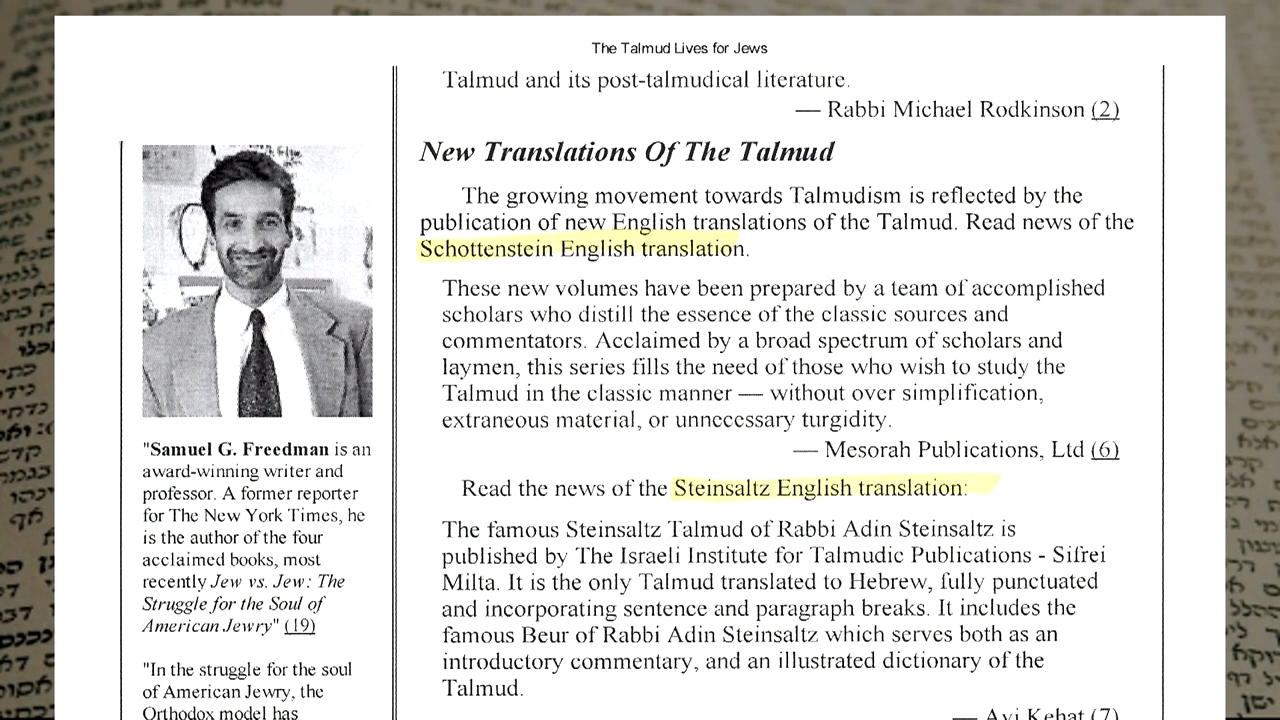 The Talmud Lives for Jews
Talmud and its post-talmudical literature.
— Rabbi Michael Rodkinson (2)
New Translations Of The Talmud
The growing movement towards Talmudism is reflected by the
publication of new English translations of the Talmud. Read news of the
Schottenstein English translation.
These new volumes have been prepared by a team of accomplished
scholars who distill the essence of the classic sources and
commentators. Acclaimed by a broad spectrum of scholars and
laymen, this series fills the need of those who wish to study the
Talmud in the classic manner — without over simplification,
extraneous material, or unnecessary turgidity.
— Mesorah Publications, Ltd (6)
Read the news of the Steinsaltz English translation:
The famous Steinsaltz Talmud of Rabbi Adin Steinsaltz is
published by The Israeli Institute for Talmudic Publications - Sifrei
Milta. It is the only Talmud translated to Hebrew, fully punctuated
and incorporating sentence and paragraph breaks. It includes the
famous Beur of Rabbi Adin Steinsaltz which serves both as an
introductory commentary, and an illustrated dictionary of the
Talmud.
— Avi Kehat (7)
"Samuel G. Freedman is an
award-winning writer and
professor. A former reporter
for The New York Times, he
is the author of the four
acclaimed books, most
recently Jew vs. Jew: The
Struggle for the Soul of
American Jewry" (19)
"In the struggle for the soul
of American Jewry, the
Orthodox model has